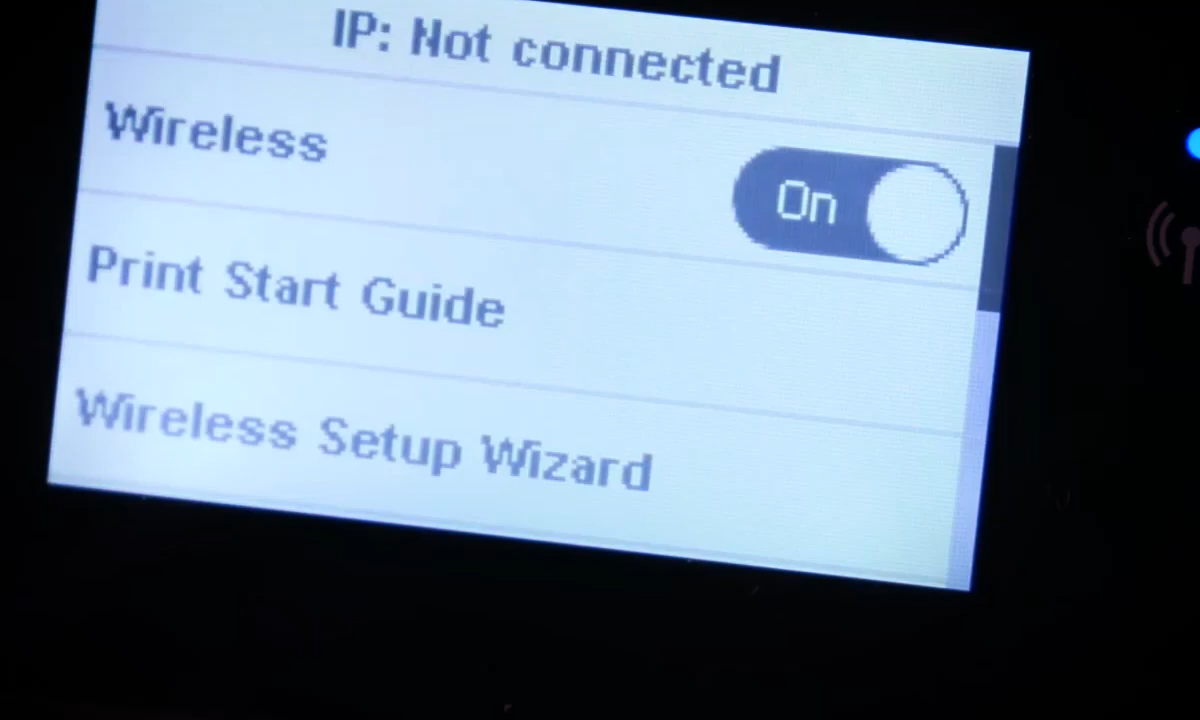 IP: Not connected
Wireless
On
Print Start Guide
Wireless Setup Wizard